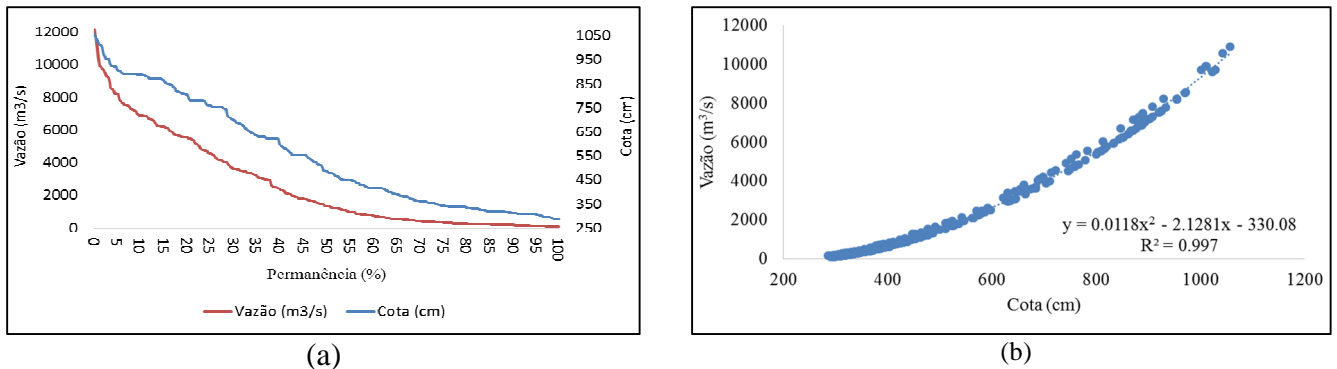 12000
10000
8000
6000
4000
2000
0
Vazão (m3/s)
1050
950
850
750
650
550
450
350
250
Cota (cm)
0 5 10 15 20 25 30 35 40 45 50 55 60 65 70 75 80 85 90 95 100
Permanência (%)
Vazão (m3/s) Cota (cm)
(a)
12000
10000
8000
6000
4000
2000
0
Vazão (m³/s)
y = 0.0118x² - 2.1281x - 330.08
R² = 0.997
200 400 600 800 1000 1200
Cota (cm)
(b)